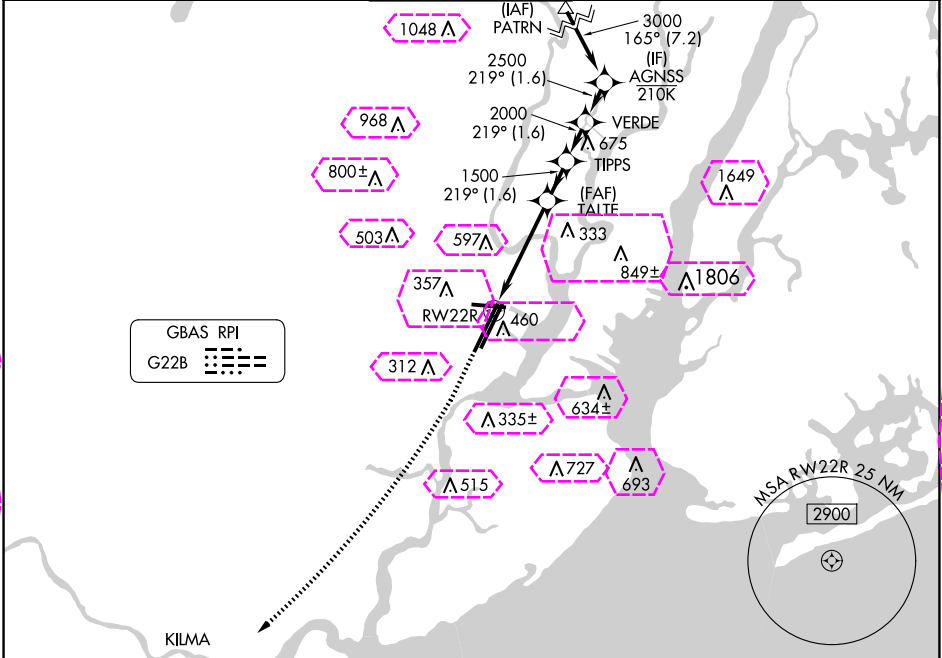 (IAF)
PATRN
3000
165° (7.2)
1048
(IF)
AGNSS
210K
2500
219° (1.6)
2000
219° (1.6)
VERDE
968
675
TIPPS
800±
1500
219° (1.6)
1649
(FAF)
TALTE
503
597
333
849±
1806
357
RW22R
460
GBAS RPI
G22B
312
634±
335±
727
693
515
MSA RW22R 25 NM
2900
KILMA